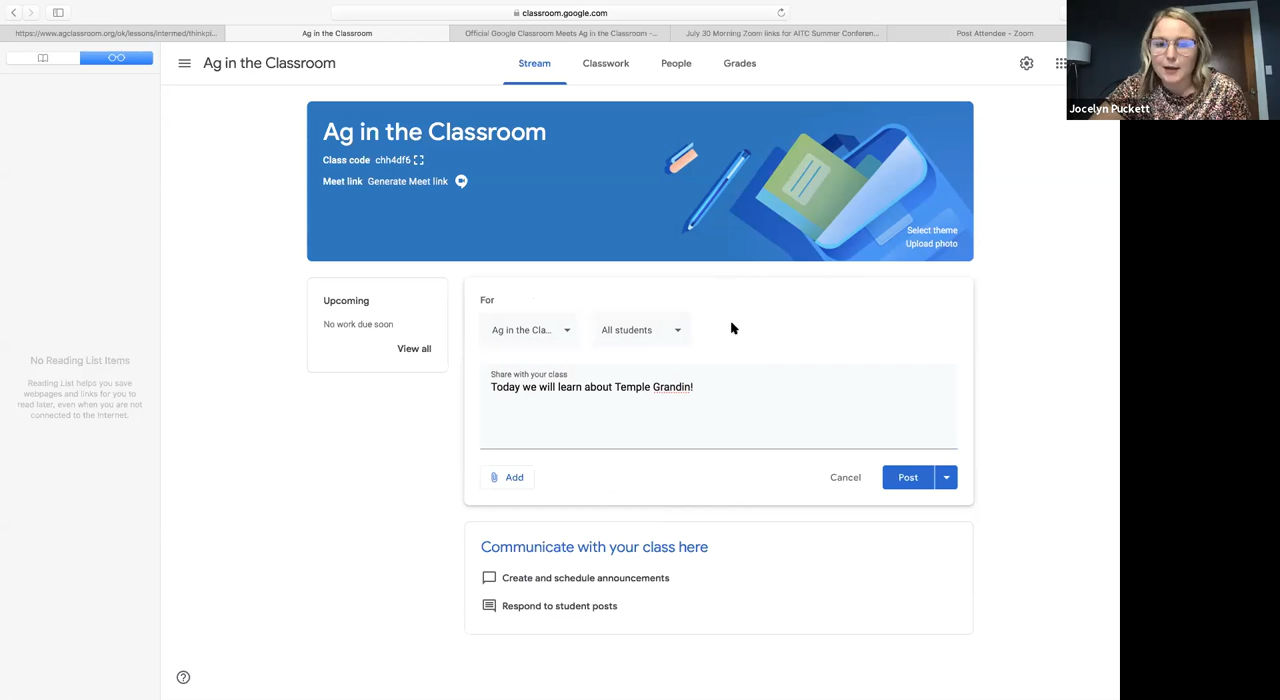 classroom.google.com
https://www.agclassroom.org/ok/lessons/intermed/thinkpi...
Ag in the Classroom
Official Google Classroom Meets Ag in the Classroom -...
July 30 Morning Zoom links for AITC Summer Conferen...
Post Attendee - Zoom
Ag in the Classroom
Stream
Classwork
People
Grades
Jocelyn Puckett
Ag in the Classroom
Class code chh4df6
Meet link Generate Meet link
Select theme
Upload photo
Upcoming
No work due soon
View all
For
Ag in the Cla...
All students
Share with your class
Today we will learn about Temple Grandin!
Add
Cancel
Post
No Reading List Items
Reading List helps you save
webpages and links for you to
read later, even when you are not
connected to the Internet.
Communicate with your class here
Create and schedule announcements
Respond to student posts